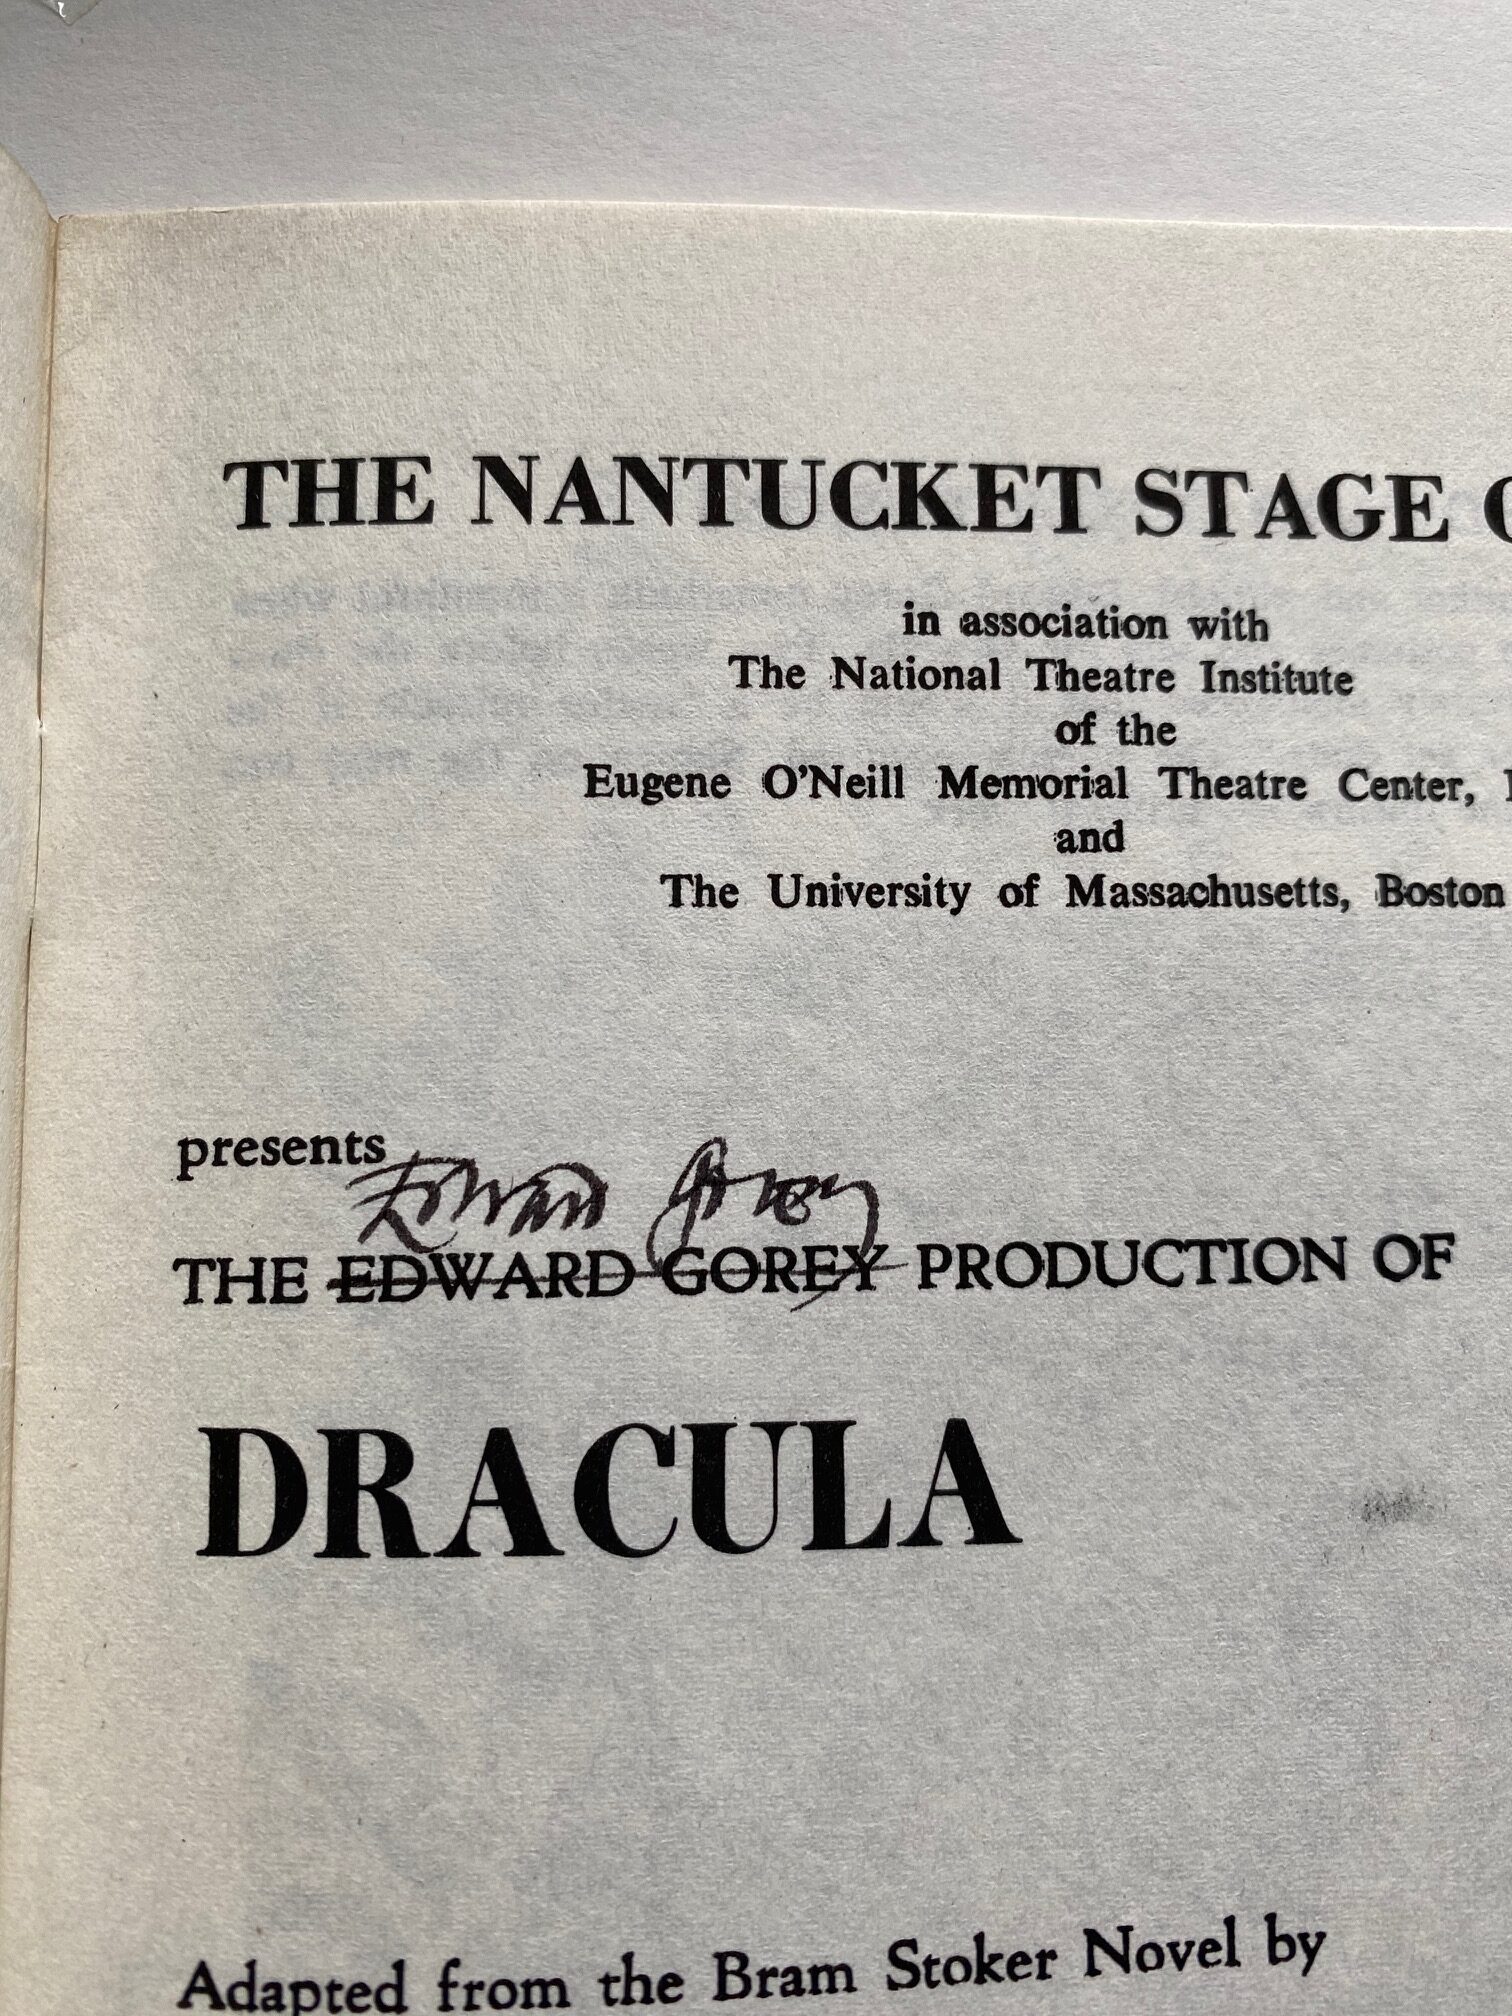 THE NANTUCKET STAGE
in association with
The National Theatre Institute
of the
Eugene O'Neill Memorial Theatre Center,
and
The University of Massachusetts, Boston
presents
Edward Gorey
THE EDWARD GOREY PRODUCTION OF
DRACULA
Adapted from the Bram Stoker Novel by